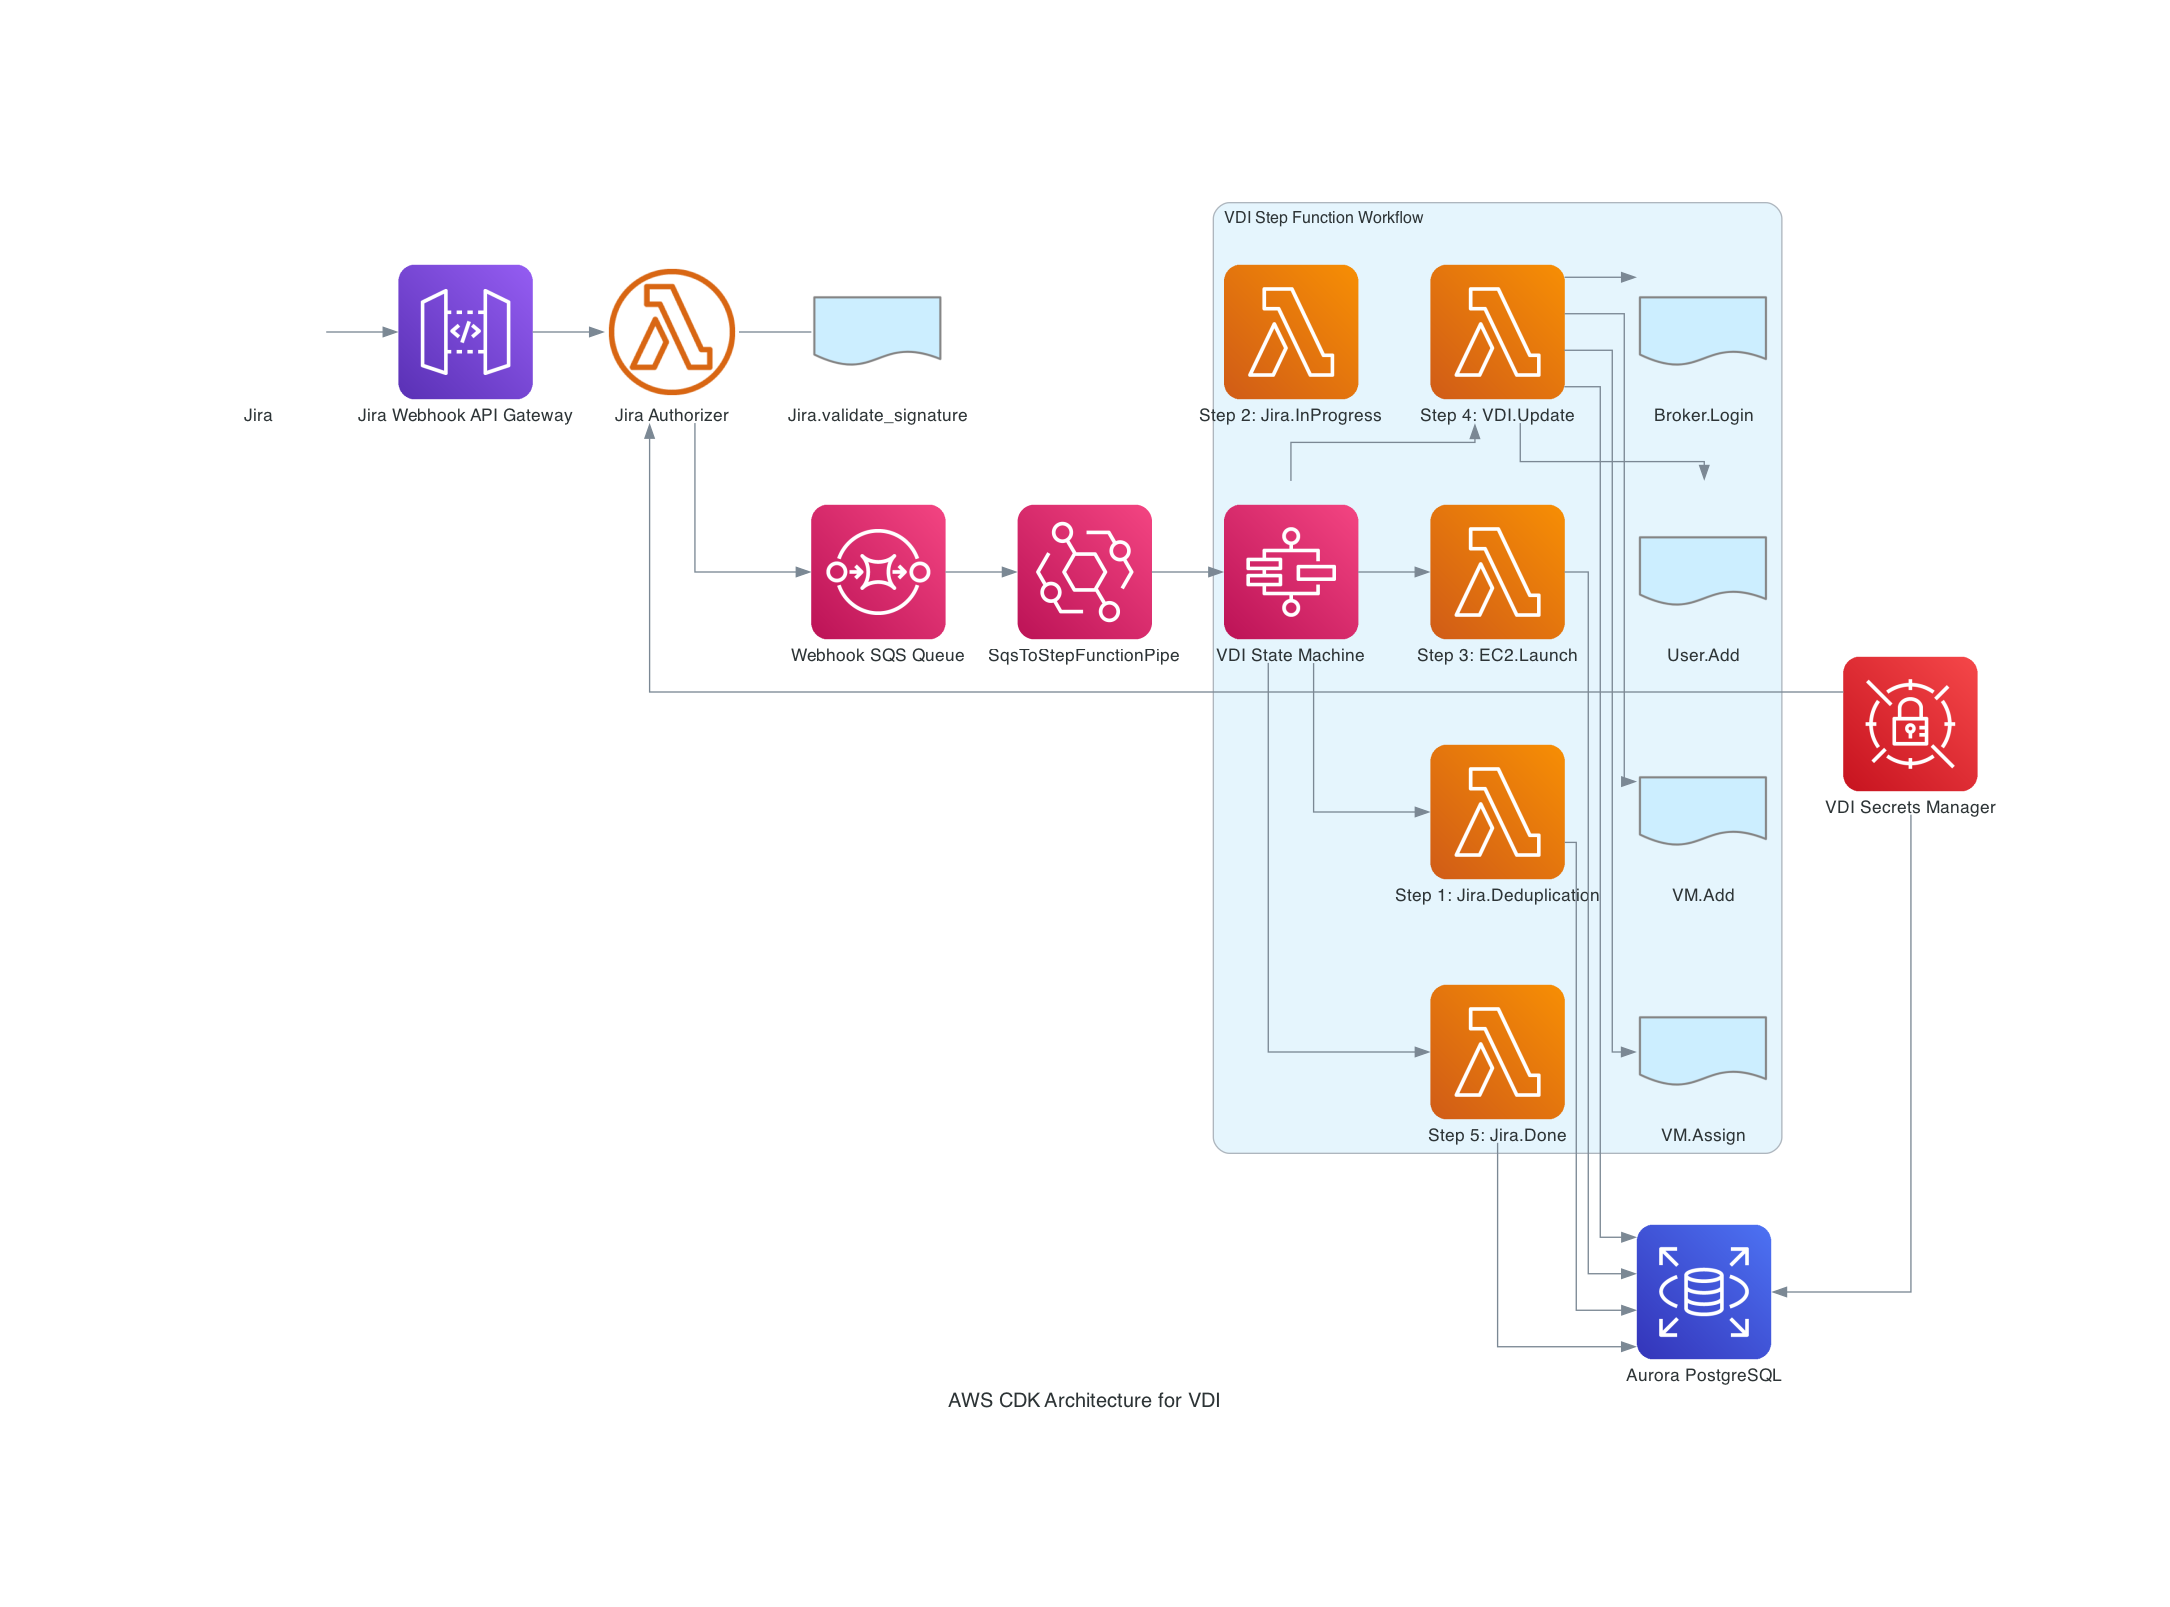 VDI Step Function Workflow
Jira
Jira Webhook API Gateway
Jira Authorizer
Jira.validate_signature
Step 2: Jira.InProgress
Step 4: VDI.Update
Broker.Login
Webhook SQS Queue
SqsToStepFunctionPipe
VDI State Machine
Step 3: EC2.Launch
User.Add
VDI Secrets Manager
Step 1: Jira.Deduplication
VM.Add
Step 5: Jira.Done
VM.Assign
Aurora PostgreSQL
AWS CDK Architecture for VDI